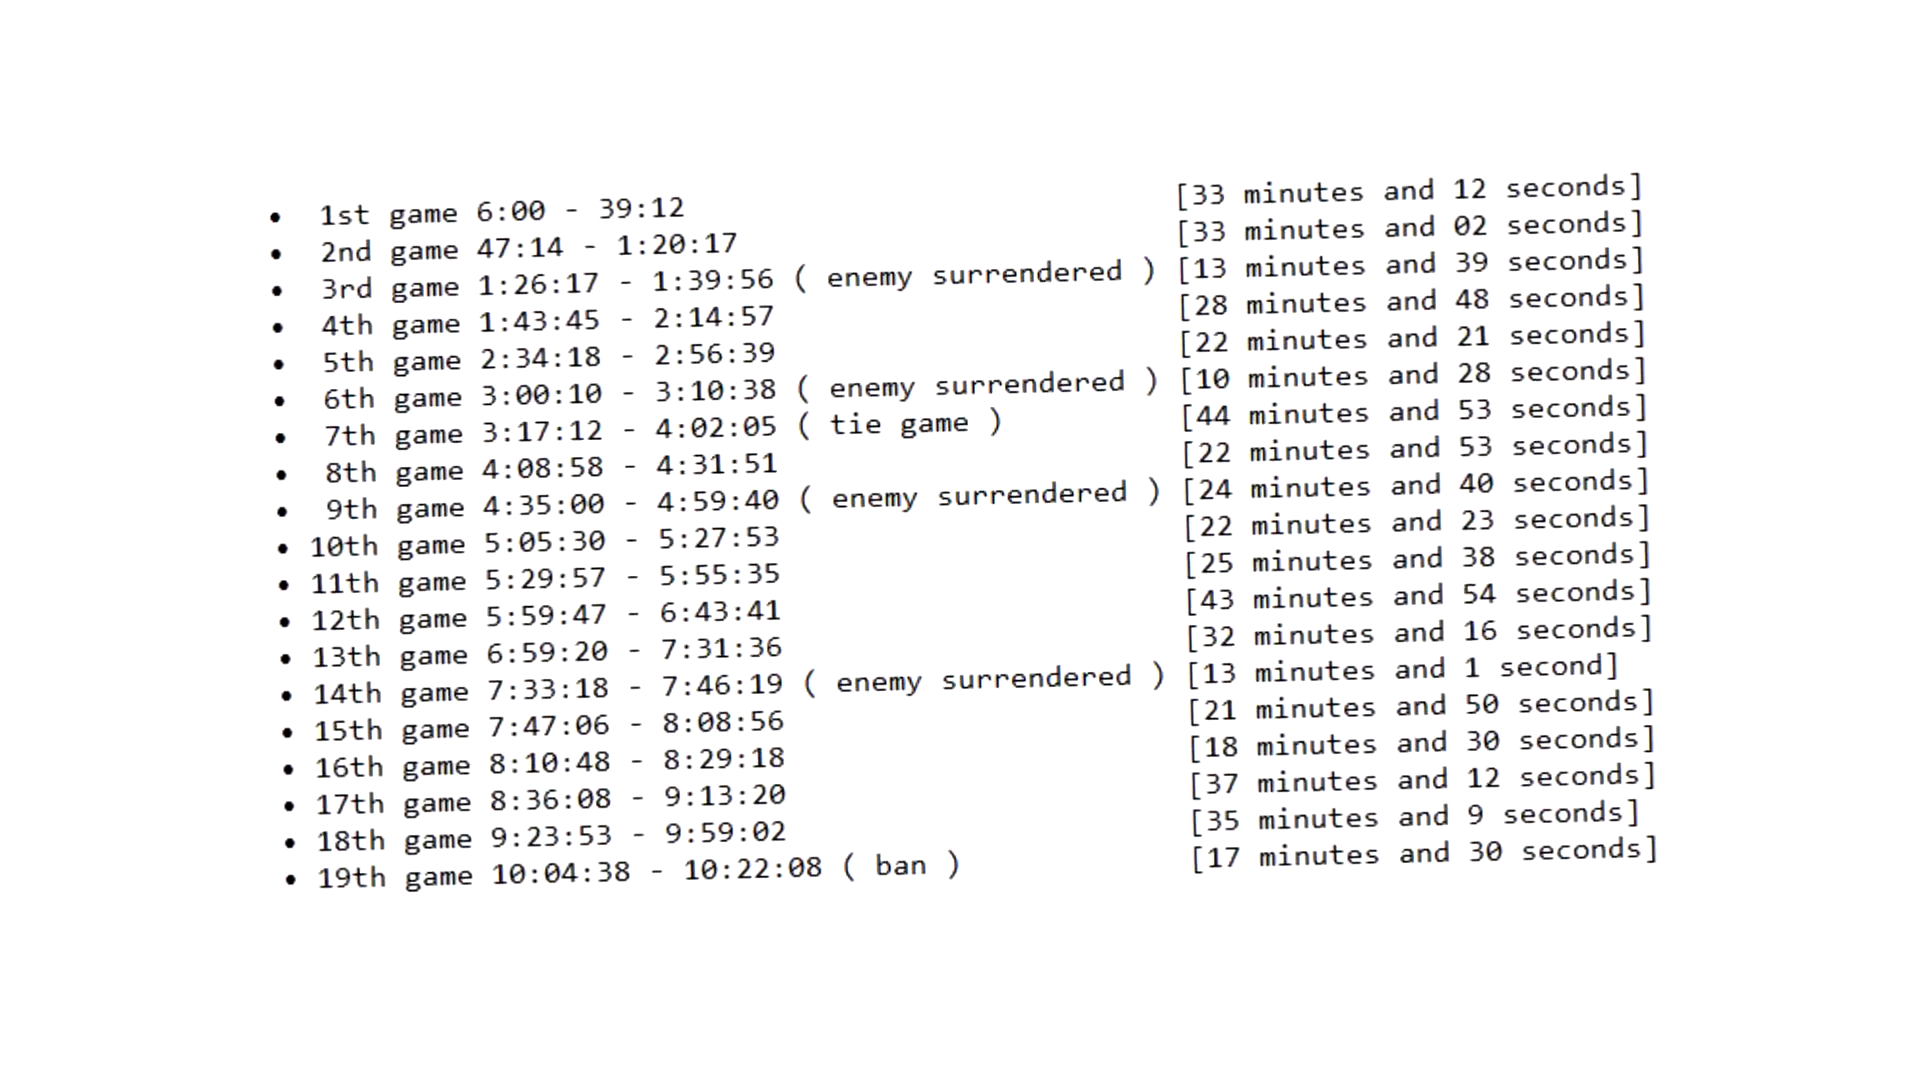 • 1st game 6:00 - 39:12 [33 minutes and 12 seconds]
• 2nd game 47:14 - 1:20:17 [33 minutes and 02 seconds]
• 3rd game 1:26:17 - 1:39:56 ( enemy surrendered ) [13 minutes and 39 seconds]
• 4th game 1:43:45 - 2:14:57 [28 minutes and 48 seconds]
• 5th game 2:34:18 - 2:56:39 [22 minutes and 21 seconds]
• 6th game 3:00:10 - 3:10:38 ( enemy surrendered ) [10 minutes and 28 seconds]
• 7th game 3:17:12 - 4:02:05 ( tie game ) [44 minutes and 53 seconds]
• 8th game 4:08:58 - 4:31:51 [22 minutes and 53 seconds]
• 9th game 4:35:00 - 4:59:40 ( enemy surrendered ) [24 minutes and 40 seconds]
• 10th game 5:05:30 - 5:27:53 [22 minutes and 23 seconds]
• 11th game 5:29:57 - 5:55:35 [25 minutes and 38 seconds]
• 12th game 5:59:47 - 6:43:41 [43 minutes and 54 seconds]
• 13th game 6:59:20 - 7:31:36 [32 minutes and 16 seconds]
• 14th game 7:33:18 - 7:46:19 ( enemy surrendered ) [13 minutes and 1 second]
• 15th game 7:47:06 - 8:08:56 [21 minutes and 50 seconds]
• 16th game 8:10:48 - 8:29:18 [18 minutes and 30 seconds]
• 17th game 8:36:08 - 9:13:20 [37 minutes and 12 seconds]
• 18th game 9:23:53 - 9:59:02 [35 minutes and 9 seconds]
• 19th game 10:04:38 - 10:22:08 ( ban ) [17 minutes and 30 seconds]